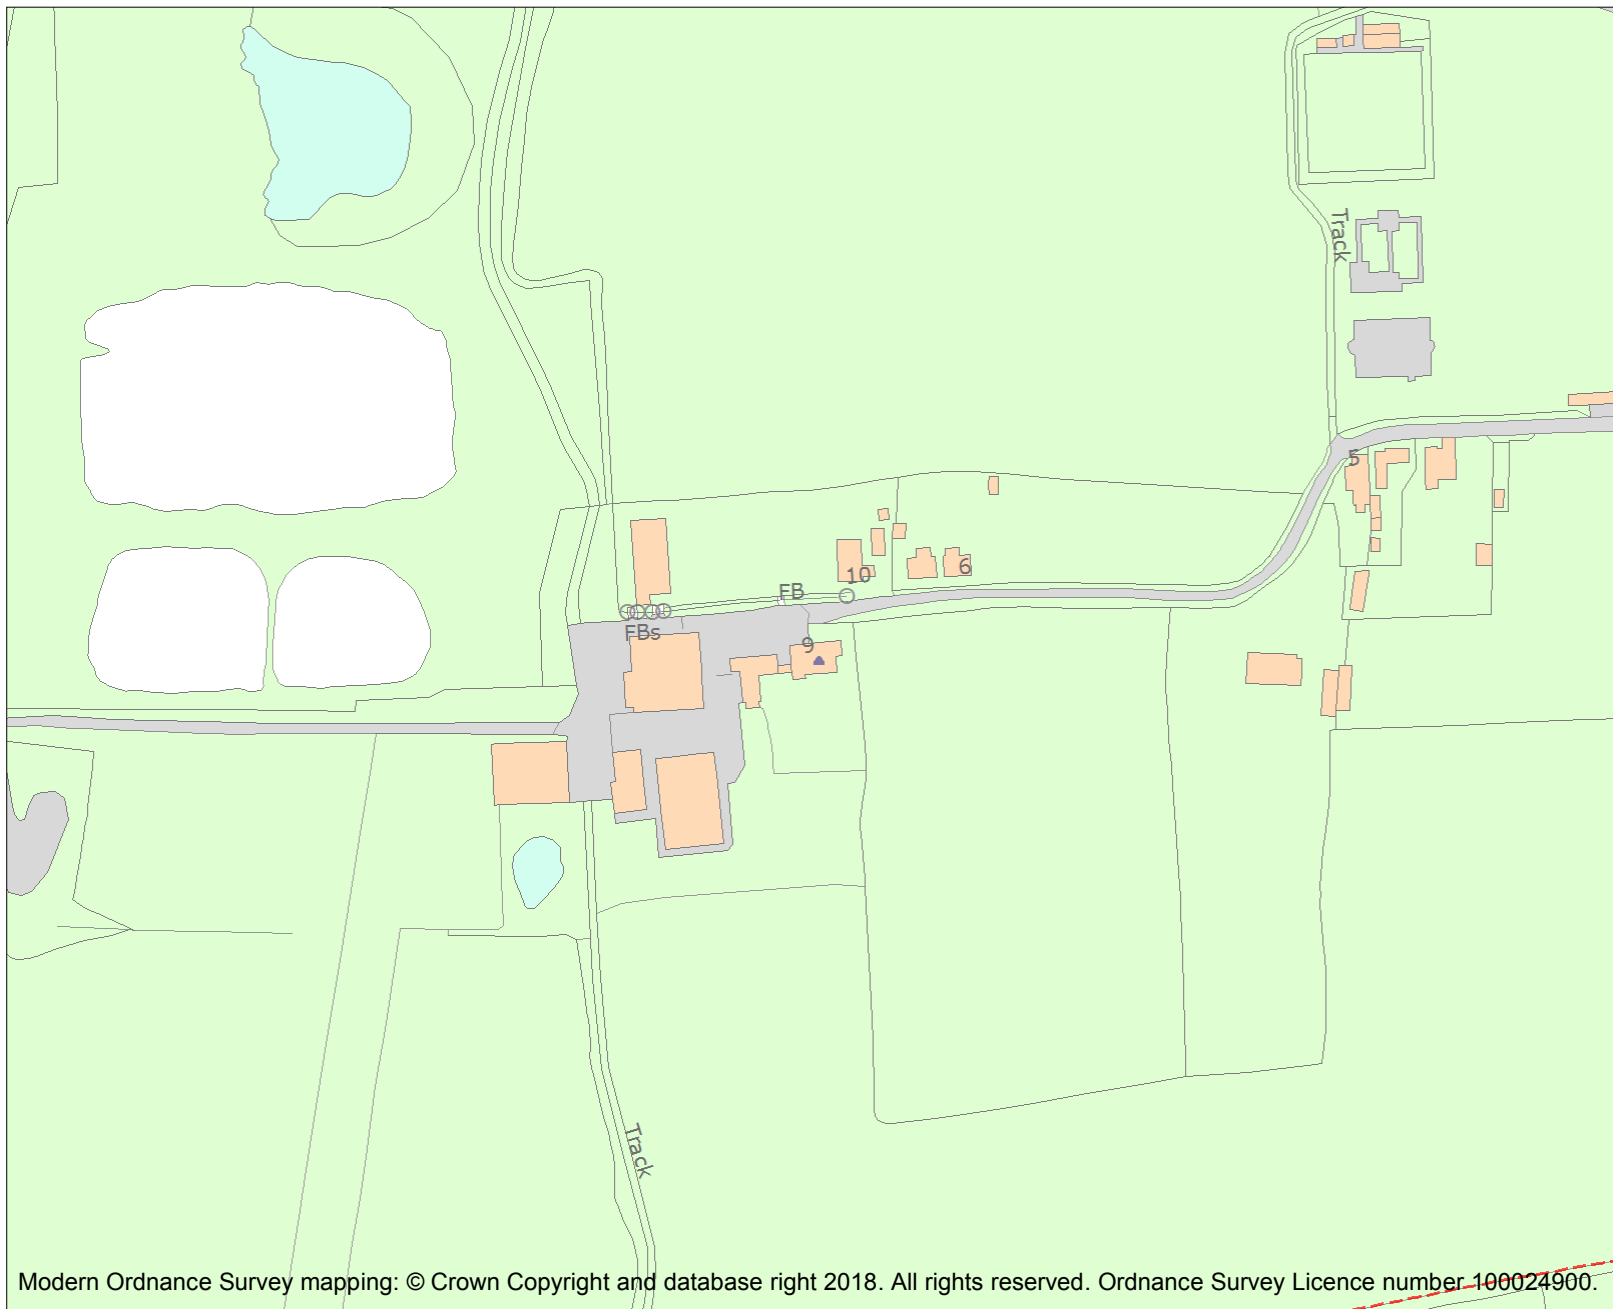 Track
5
10
6
FB
FBs
9
Track
Modern Ordnance Survey mapping: © Crown Copyright and database right 2018. All rights reserved. Ordnance Survey Licence number 100024900.